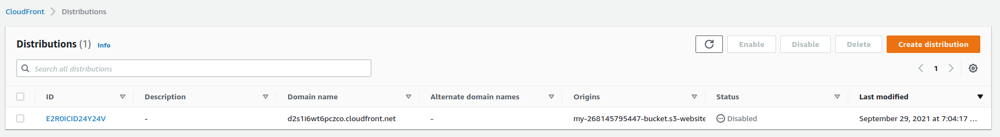 CloudFront > Distributions
Distributions (1) Info
Enable Disable Delete Create distribution
Search all distributions
1
ID Description Domain name Alternate domain names Origins Status Last modified
E2R0ICID24Y24V - d2s1i6wt6pczco.cloudfront.net - my-268145795447-bucket.s3-website Disabled September 29, 2021 at 7:04:17 ...